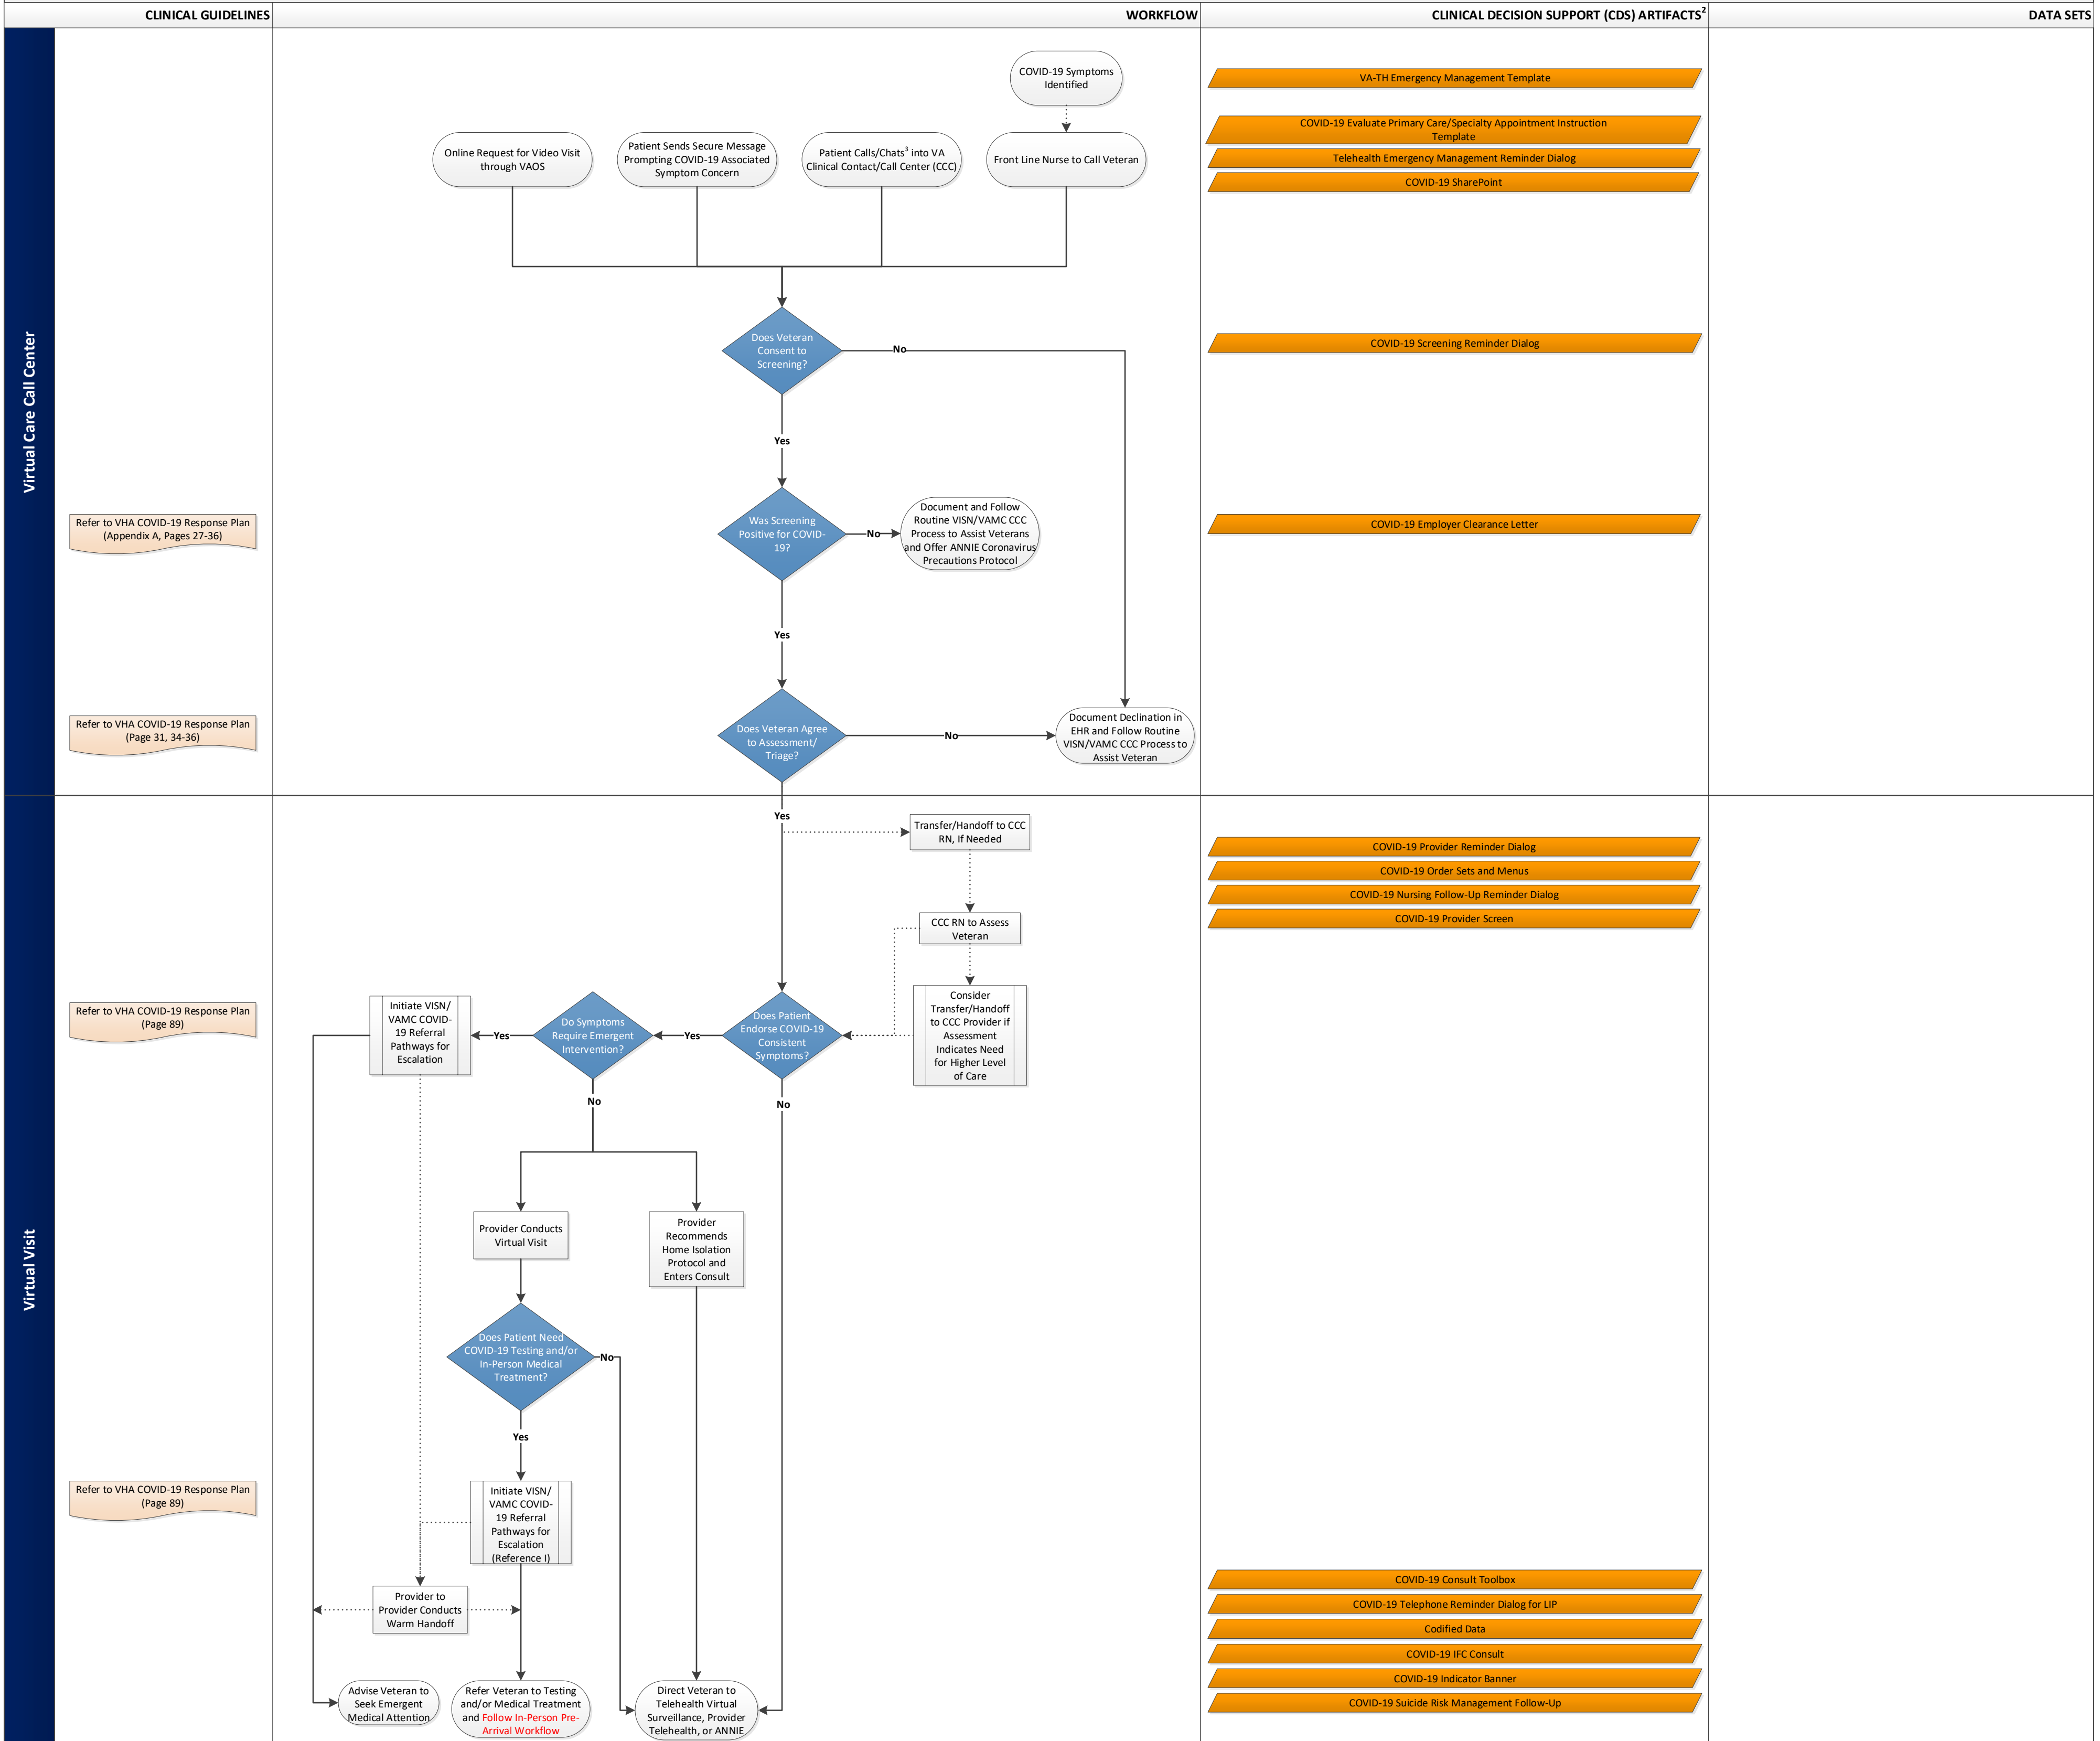 CLINICAL GUIDELINES
WORKFLOW
CLINICAL DECISION SUPPORT (CDS) ARTIFACTS2
DATA SETS
Virtual Care Call Center
COVID-19 Symptoms
Identified
Online Request for Video Visit
through VAOS
Patient Sends Secure Message
Prompting COVID-19 Associated
Symptom Concern
Patient Calls/Chats3 into VA
Clinical Contact/Call Center (CCC)
Front Line Nurse to Call Veteran
VA-TH Emergency Management Template
COVID-19 Evaluate Primary Care/Specialty Appointment Instruction
Template
Telehealth Emergency Management Reminder Dialog
COVID-19 SharePoint
Does Veteran
Consent to
Screening?
No
COVID-19 Screening Reminder Dialog
Yes
Refer to VHA COVID-19 Response Plan
(Appendix A, Pages 27-36)
Was Screening
Positive for COVID-
19?
No
Document and Follow
Routine VISN/VAMC CCC
Process to Assist Veterans
and Offer ANNIE Coronavirus
Precautions Protocol
COVID-19 Employer Clearance Letter
Yes
Refer to VHA COVID-19 Response Plan
(Page 31, 34-36)
Does Veteran Agree
to Assessment/
Triage?
No
Document Declination in
EHR and Follow Routine
VISN/VAMC CCC Process to
Assist Veteran
Virtual Visit
Yes
Transfer/Handoff to CCC
RN, If Needed
COVID-19 Provider Reminder Dialog
COVID-19 Order Sets and Menus
COVID-19 Nursing Follow-Up Reminder Dialog
COVID-19 Provider Screen
CCC RN to Assess
Veteran
Refer to VHA COVID-19 Response Plan
(Page 89)
Initiate VISN/
VAMC COVID-
19 Referral
Pathways for
Escalation
Yes
Do Symptoms
Require Emergent
Intervention?
Yes
Does Patient
Endorse COVID-19
Consistent
Symptoms?
Consider
Transfer/Handoff
to CCC Provider if
Assessment
Indicates Need
for Higher Level
of Care
No
No
Provider Conducts
Virtual Visit
Provider
Recommends
Home Isolation
Protocol and
Enters Consult
Does Patient Need
COVID-19 Testing and/or
In-Person Medical
Treatment?
No
Yes
Refer to VHA COVID-19 Response Plan
(Page 89)
Initiate VISN/
VAMC COVID-
19 Referral
Pathways for
Escalation
(Reference I)
Provider to
Provider Conducts
Warm Handoff
COVID-19 Consult Toolbox
COVID-19 Telephone Reminder Dialog for LIP
Codified Data
COVID-19 IFC Consult
COVID-19 Indicator Banner
COVID-19 Suicide Risk Management Follow-Up
Advise Veteran to
Seek Emergent
Medical Attention
Refer Veteran to Testing
and/or Medical Treatment
and Follow In-Person Pre-
Arrival Workflow
Direct Veteran to
Telehealth Virtual
Surveillance, Provider
Telehealth, or ANNIE